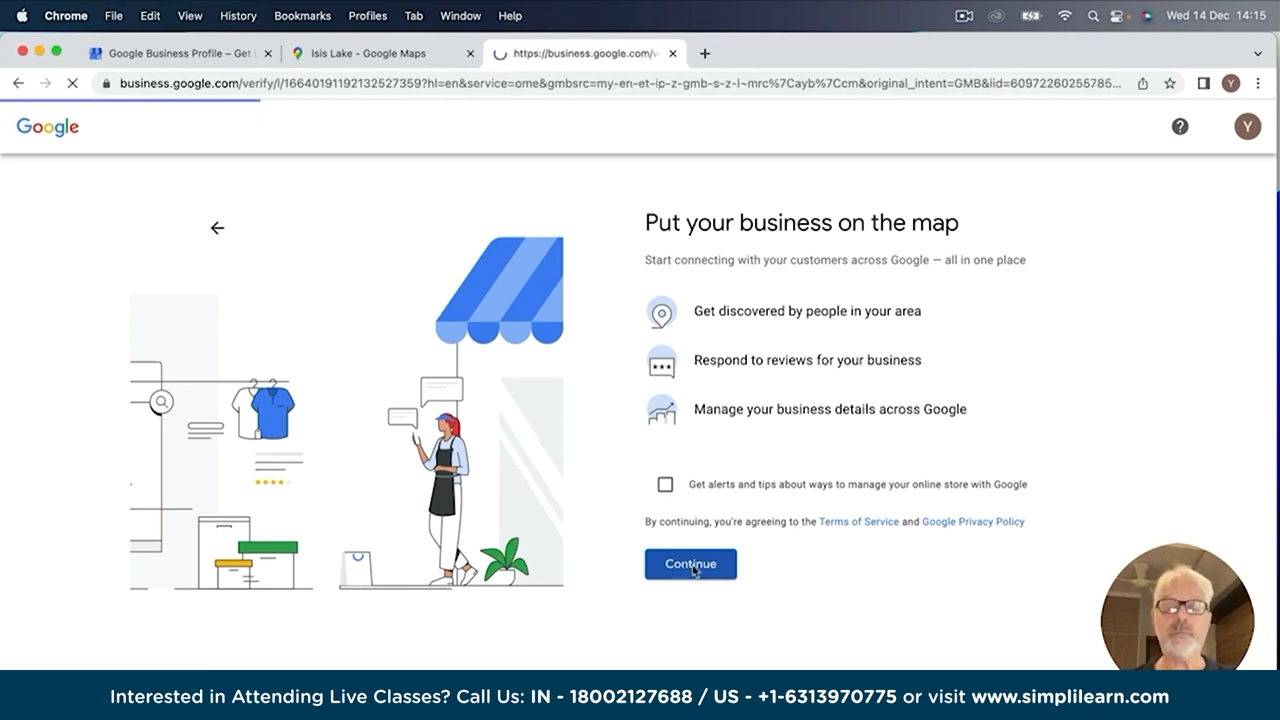 Chrome File Edit View History Bookmarks Profiles Tab Window Help Wed 14 Dec 14:15
Google Business Profile – Get Isis Lake - Google Maps https://business.google.com/v
business.google.com/verify/l/16640191192132527359?hl=en&service=ome&gmbsrc=my-en-et-ip-z-gmb-s-z-l~mrc%7Cayb%7Ccm&original_intent=GMB&lid=60972260255785... Y
Google Y
Put your business on the map
Start connecting with your customers across Google — all in one place
Get discovered by people in your area
Respond to reviews for your business
Manage your business details across Google
Get alerts and tips about ways to manage your online store with Google
By continuing, you're agreeing to the Terms of Service and Google Privacy Policy
Continue
Interested in Attending Live Classes? Call Us: IN - 18002127688 / US - +1-6313970775 or visit www.simplilearn.com